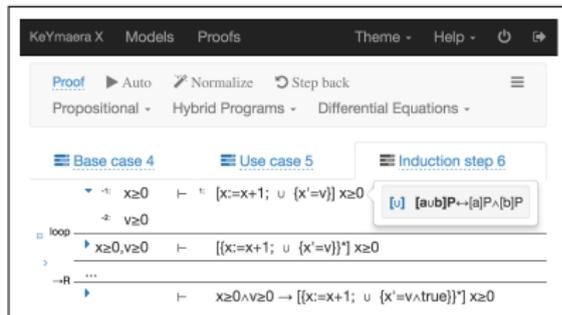 KeYmaera X Models Proofs Theme Help
Proof Auto Normalize Step back
Propositional Hybrid Programs Differential Equations
Base case 4 Use case 5 Induction step 6
-1: x≥0 ⊢ 1: [x:=x+1; ∪ {x'=v}] x≥0
[∪] [a∪b]P↔[a]P∧[b]P
-2: v≥0
loop
x≥0,v≥0 ⊢ [{x:=x+1; ∪ {x'=v}}*] x≥0
→R ...
⊢ x≥0∧v≥0 → [{x:=x+1; ∪ {x'=v∧true}}*] x≥0